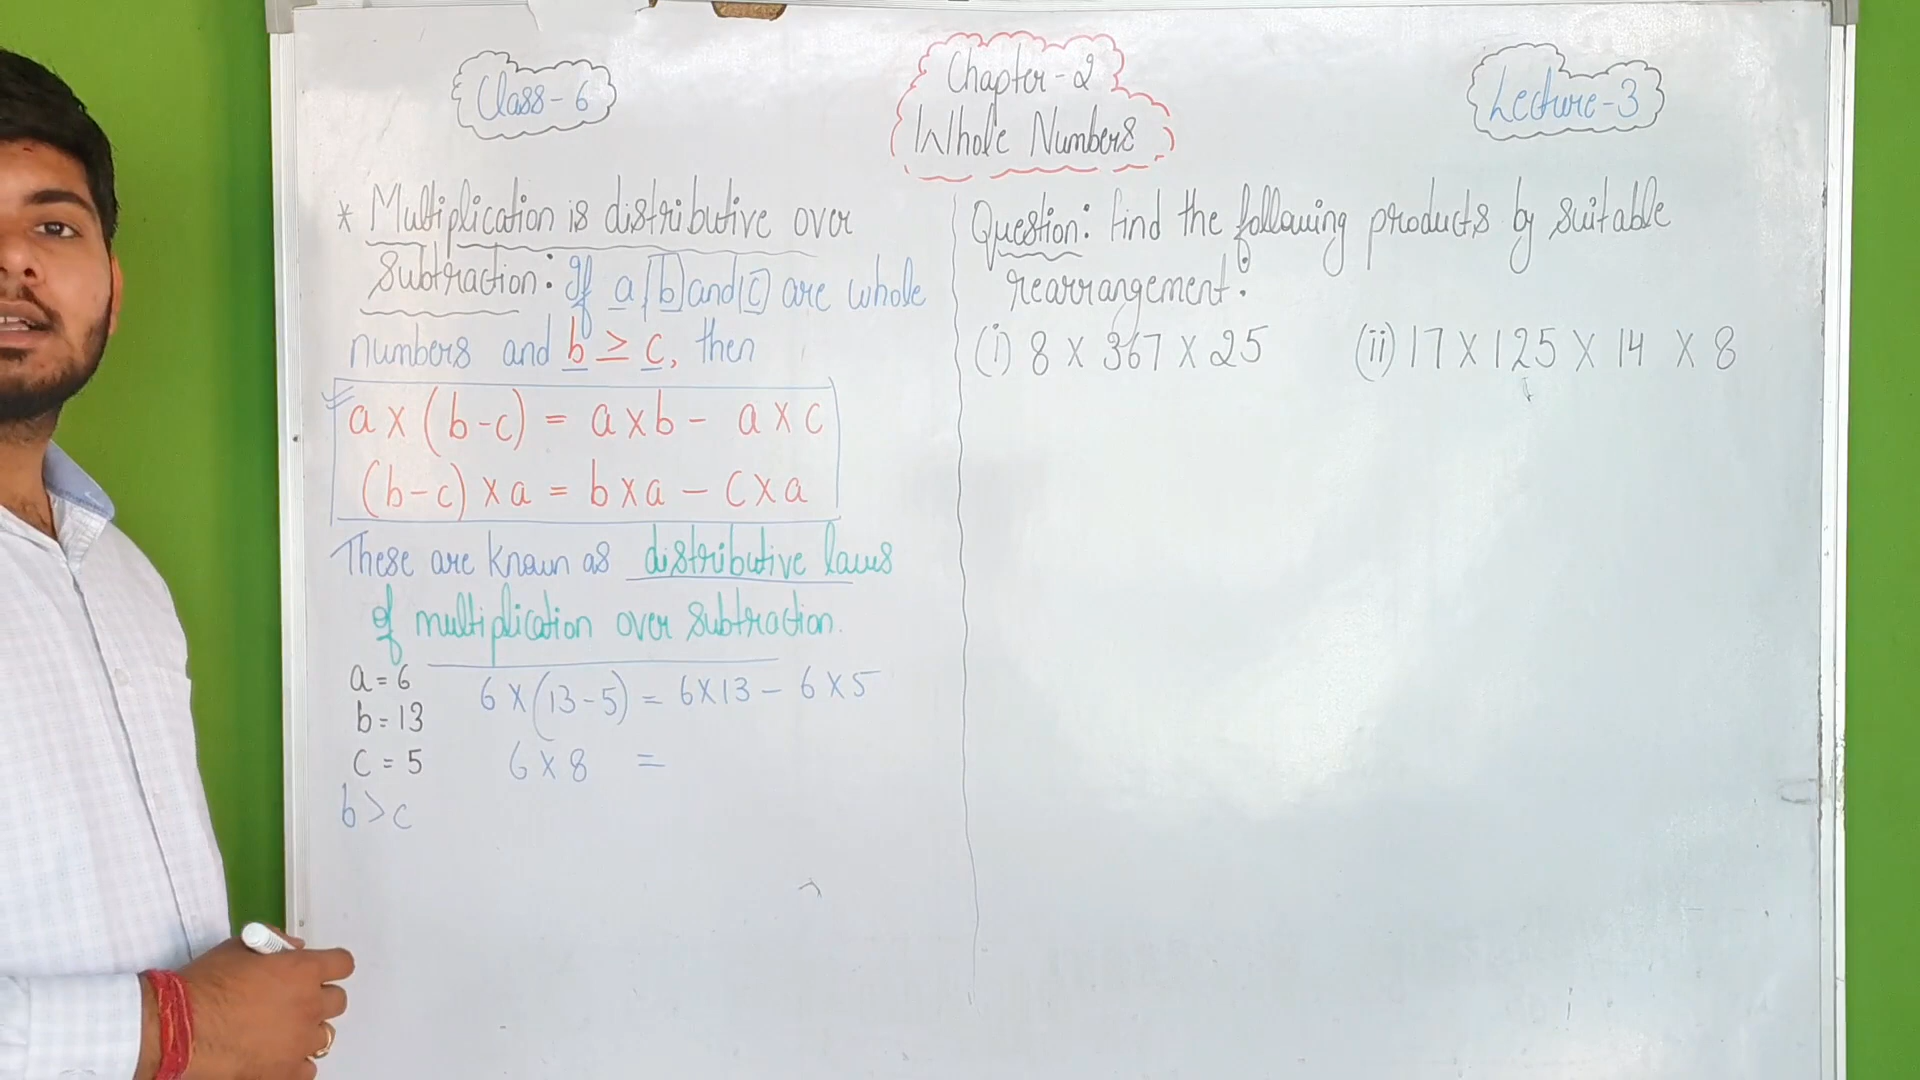 Class-6
Chapter-2
Whole Numbers
Lecture-3
* Multiplication is distributive over
Subtraction: If a, b and c are whole
numbers and b ≥ c, then
a × (b-c) = a×b - a×c
(b-c) × a = b×a - c×a
These are known as distributive laws
of multiplication over subtraction.
a=6
b=13
c=5
b>c
6×(13-5) = 6×13 - 6×5
6×8 =
Question: find the following products by suitable
rearrangement:
(i) 8 × 367 × 25
(ii) 17 × 125 × 14 × 8